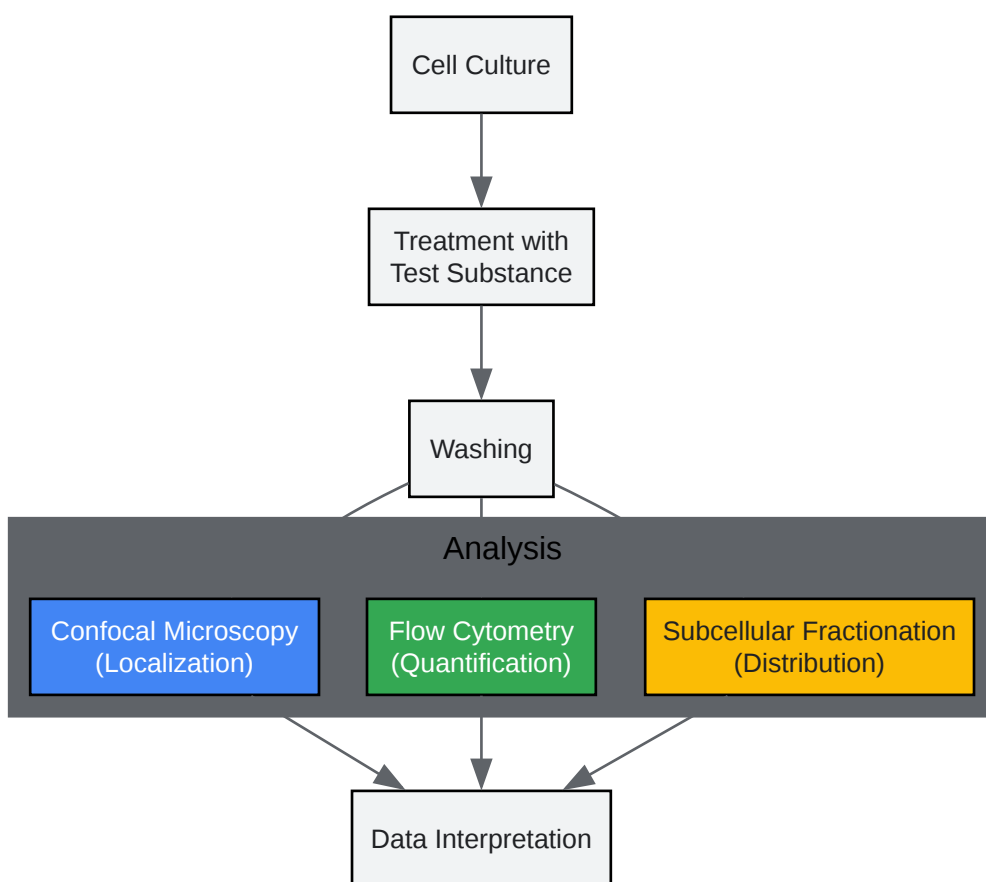 Cell Culture
Treatment with
Test Substance
Washing
Analysis
Confocal Microscopy
(Localization)
Flow Cytometry
(Quantification)
Subcellular Fractionation
(Distribution)
Data Interpretation